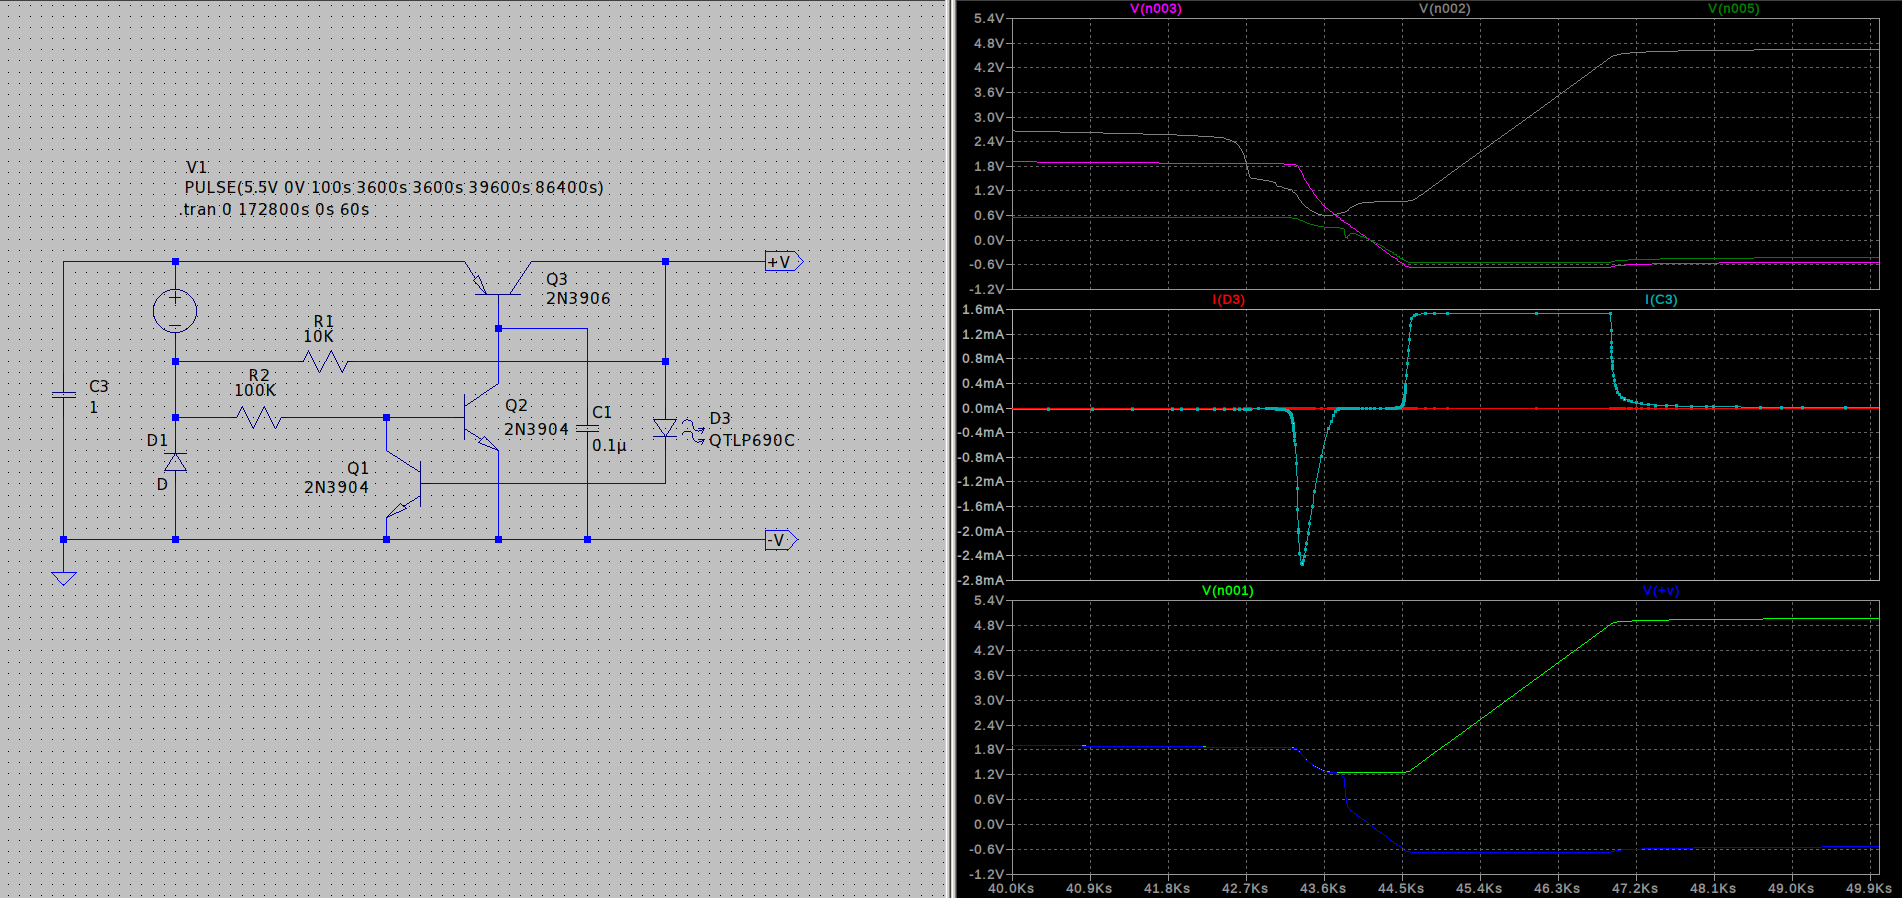 V1
PULSE(5.5V 0V 100s 3600s 3600s 39600s 86400s)
.tran 0 172800s 0s 60s
+V
Q3
2N3906
R1
10K
R2
100K
C3
1
Q2
2N3904
C1
0.1µ
D3
QTLP690C
D1
D
Q1
2N3904
-V
V(n003) V(n002) V(n005)
5.4V
4.8V
4.2V
3.6V
3.0V
2.4V
1.8V
1.2V
0.6V
0.0V
-0.6V
-1.2V
I(D3) I(C3)
1.6mA
1.2mA
0.8mA
0.4mA
0.0mA
-0.4mA
-0.8mA
-1.2mA
-1.6mA
-2.0mA
-2.4mA
-2.8mA
V(n001) V(+v)
5.4V
4.8V
4.2V
3.6V
3.0V
2.4V
1.8V
1.2V
0.6V
0.0V
-0.6V
-1.2V
40.0Ks 40.9Ks 41.8Ks 42.7Ks 43.6Ks 44.5Ks 45.4Ks 46.3Ks 47.2Ks 48.1Ks 49.0Ks 49.9Ks